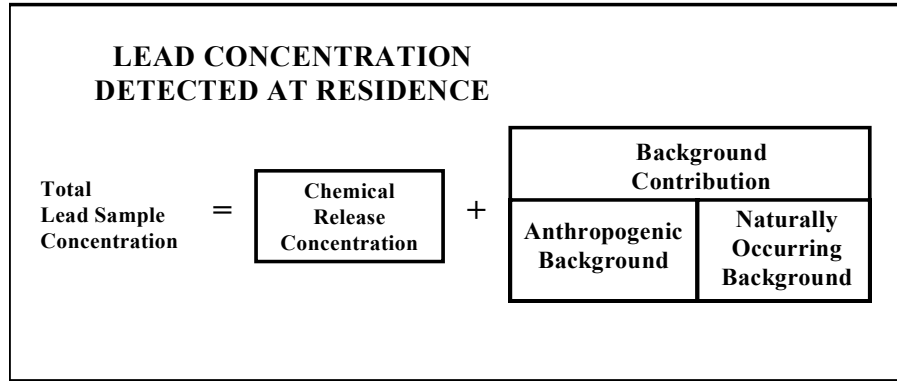 LEAD CONCENTRATION
DETECTED AT RESIDENCE
Total
Lead Sample
Concentration
=
Chemical
Release
Concentration
+
Background
Contribution
Anthropogenic
Background
Naturally
Occurring
Background